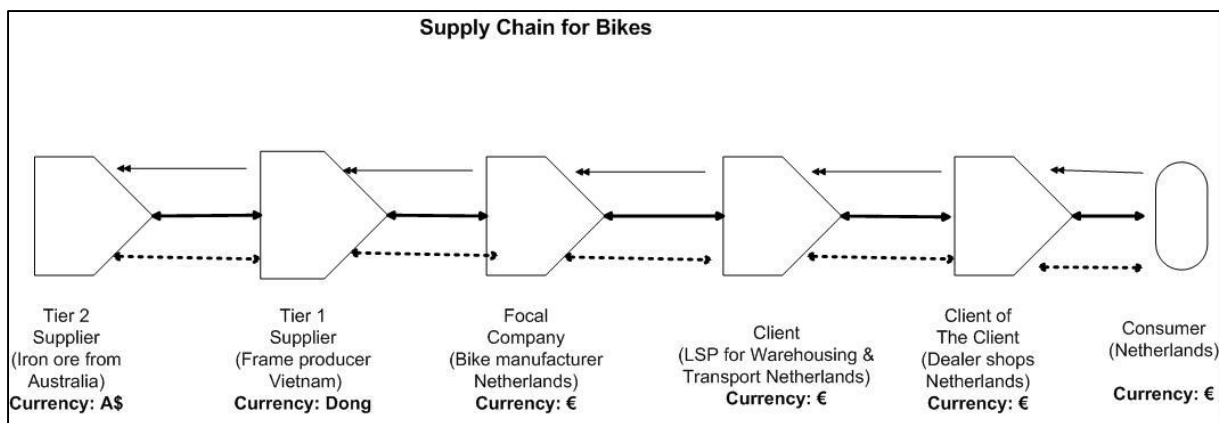 Supply Chain for Bikes
Tier 2
Supplier
(Iron ore from
Australia)
Currency: A$
Tier 1
Supplier
(Frame producer
Vietnam)
Currency: Dong
Focal
Company
(Bike manufacturer
Netherlands)
Currency: €
Client
(LSP for Warehousing &
Transport Netherlands)
Currency: €
Client of
The Client
(Dealer shops
Netherlands)
Currency: €
Consumer
(Netherlands)
Currency: €